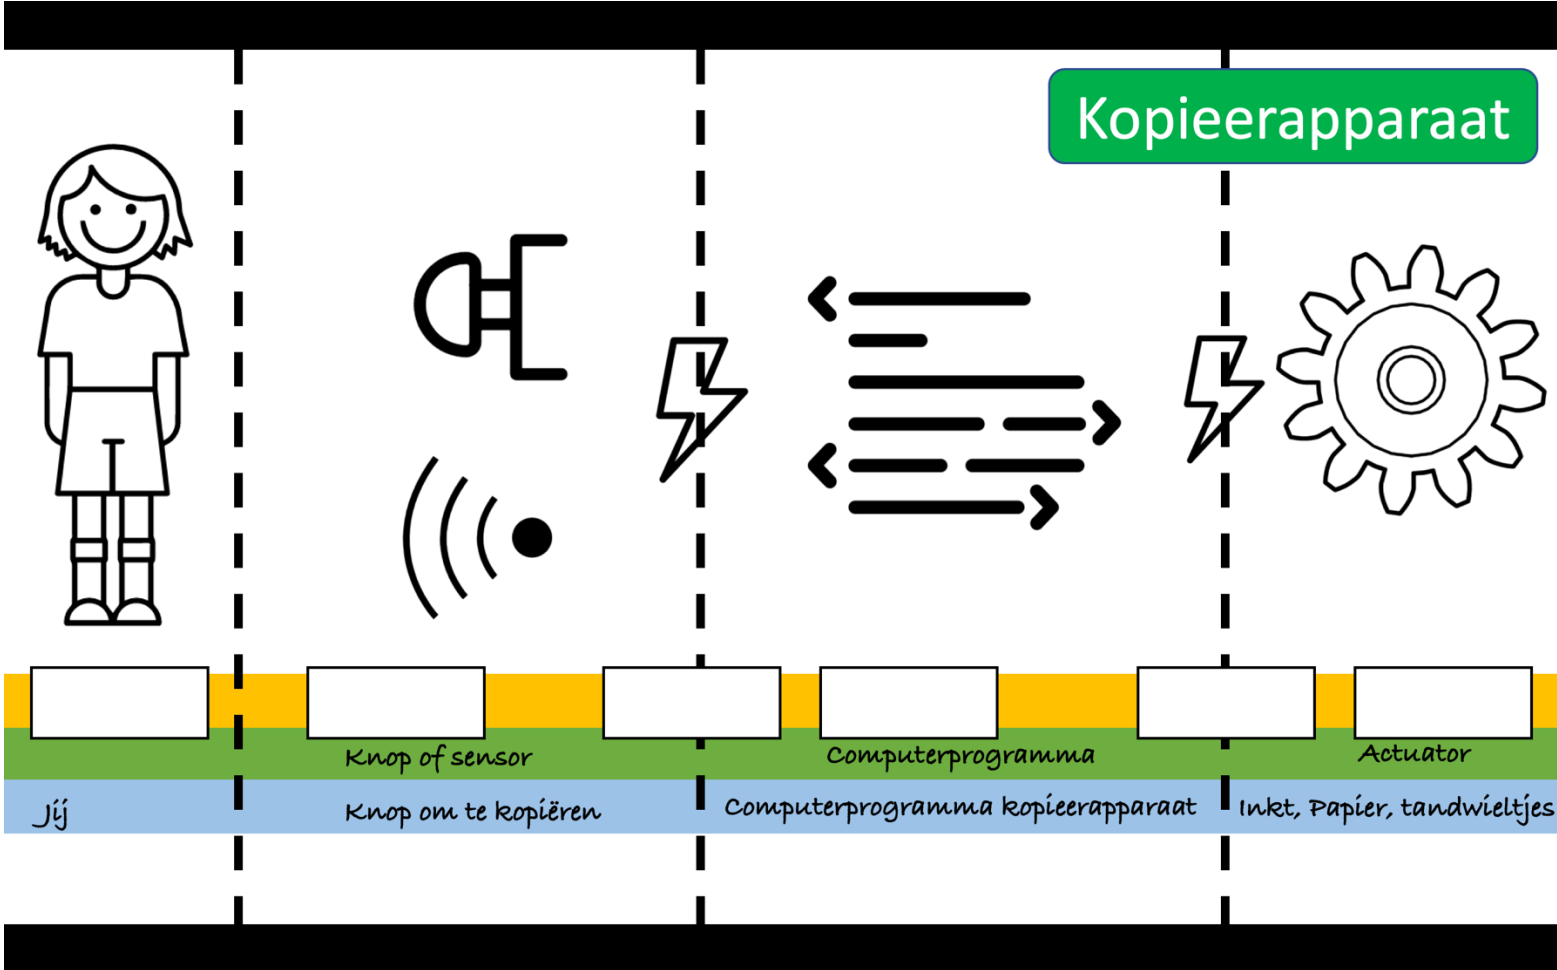 Kopieerapparaat
Knop of sensor
Computerprogramma
Actuator
Jij
Knop om te kopiëren
Computerprogramma kopieerapparaat
Inkt, Papier, tandwieltjes